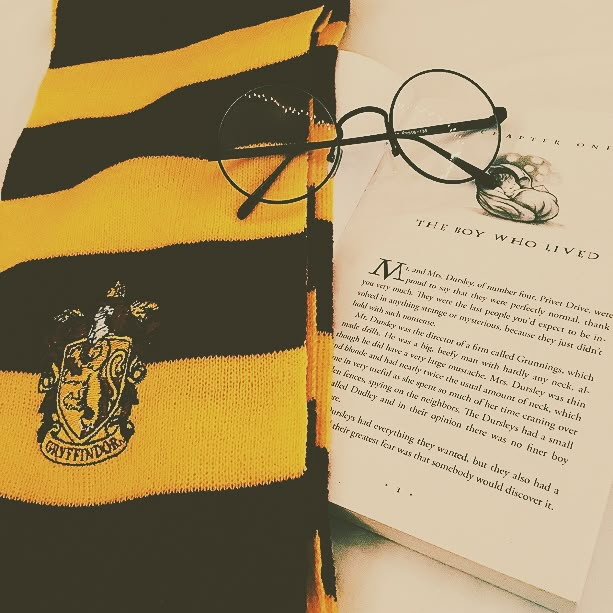 GRYFFINDOR
APTER ONE
THE BOY WHO LIVED
Mr. and Mrs. Dursley, of number four, Privet Drive, were
proud to say that they were perfectly normal, thank
you very much. They were the last people you'd expect to be in-
volved in anything strange or mysterious, because they just didn't
hold with such nonsense.
Mr. Dursley was the director of a firm called Grunnings, which
made drills. He was a big, beefy man with hardly any neck, al-
though he did have a very large mustache. Mrs. Dursley was thin
nd blonde and had nearly twice the usual amount of neck, which
me in very useful as she spent so much of her time craning over
den fences, spying on the neighbors. The Dursleys had a small
alled Dudley and in their opinion there was no finer boy
re.
ursleys had everything they wanted, but they also had a
their greatest fear was that somebody would discover it.
1